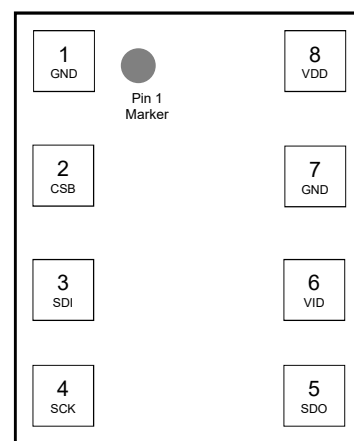 1
GND
Pin 1
Marker
8
VDD
2
CSB
7
GND
3
SDI
6
VID
4
SCK
5
SDO